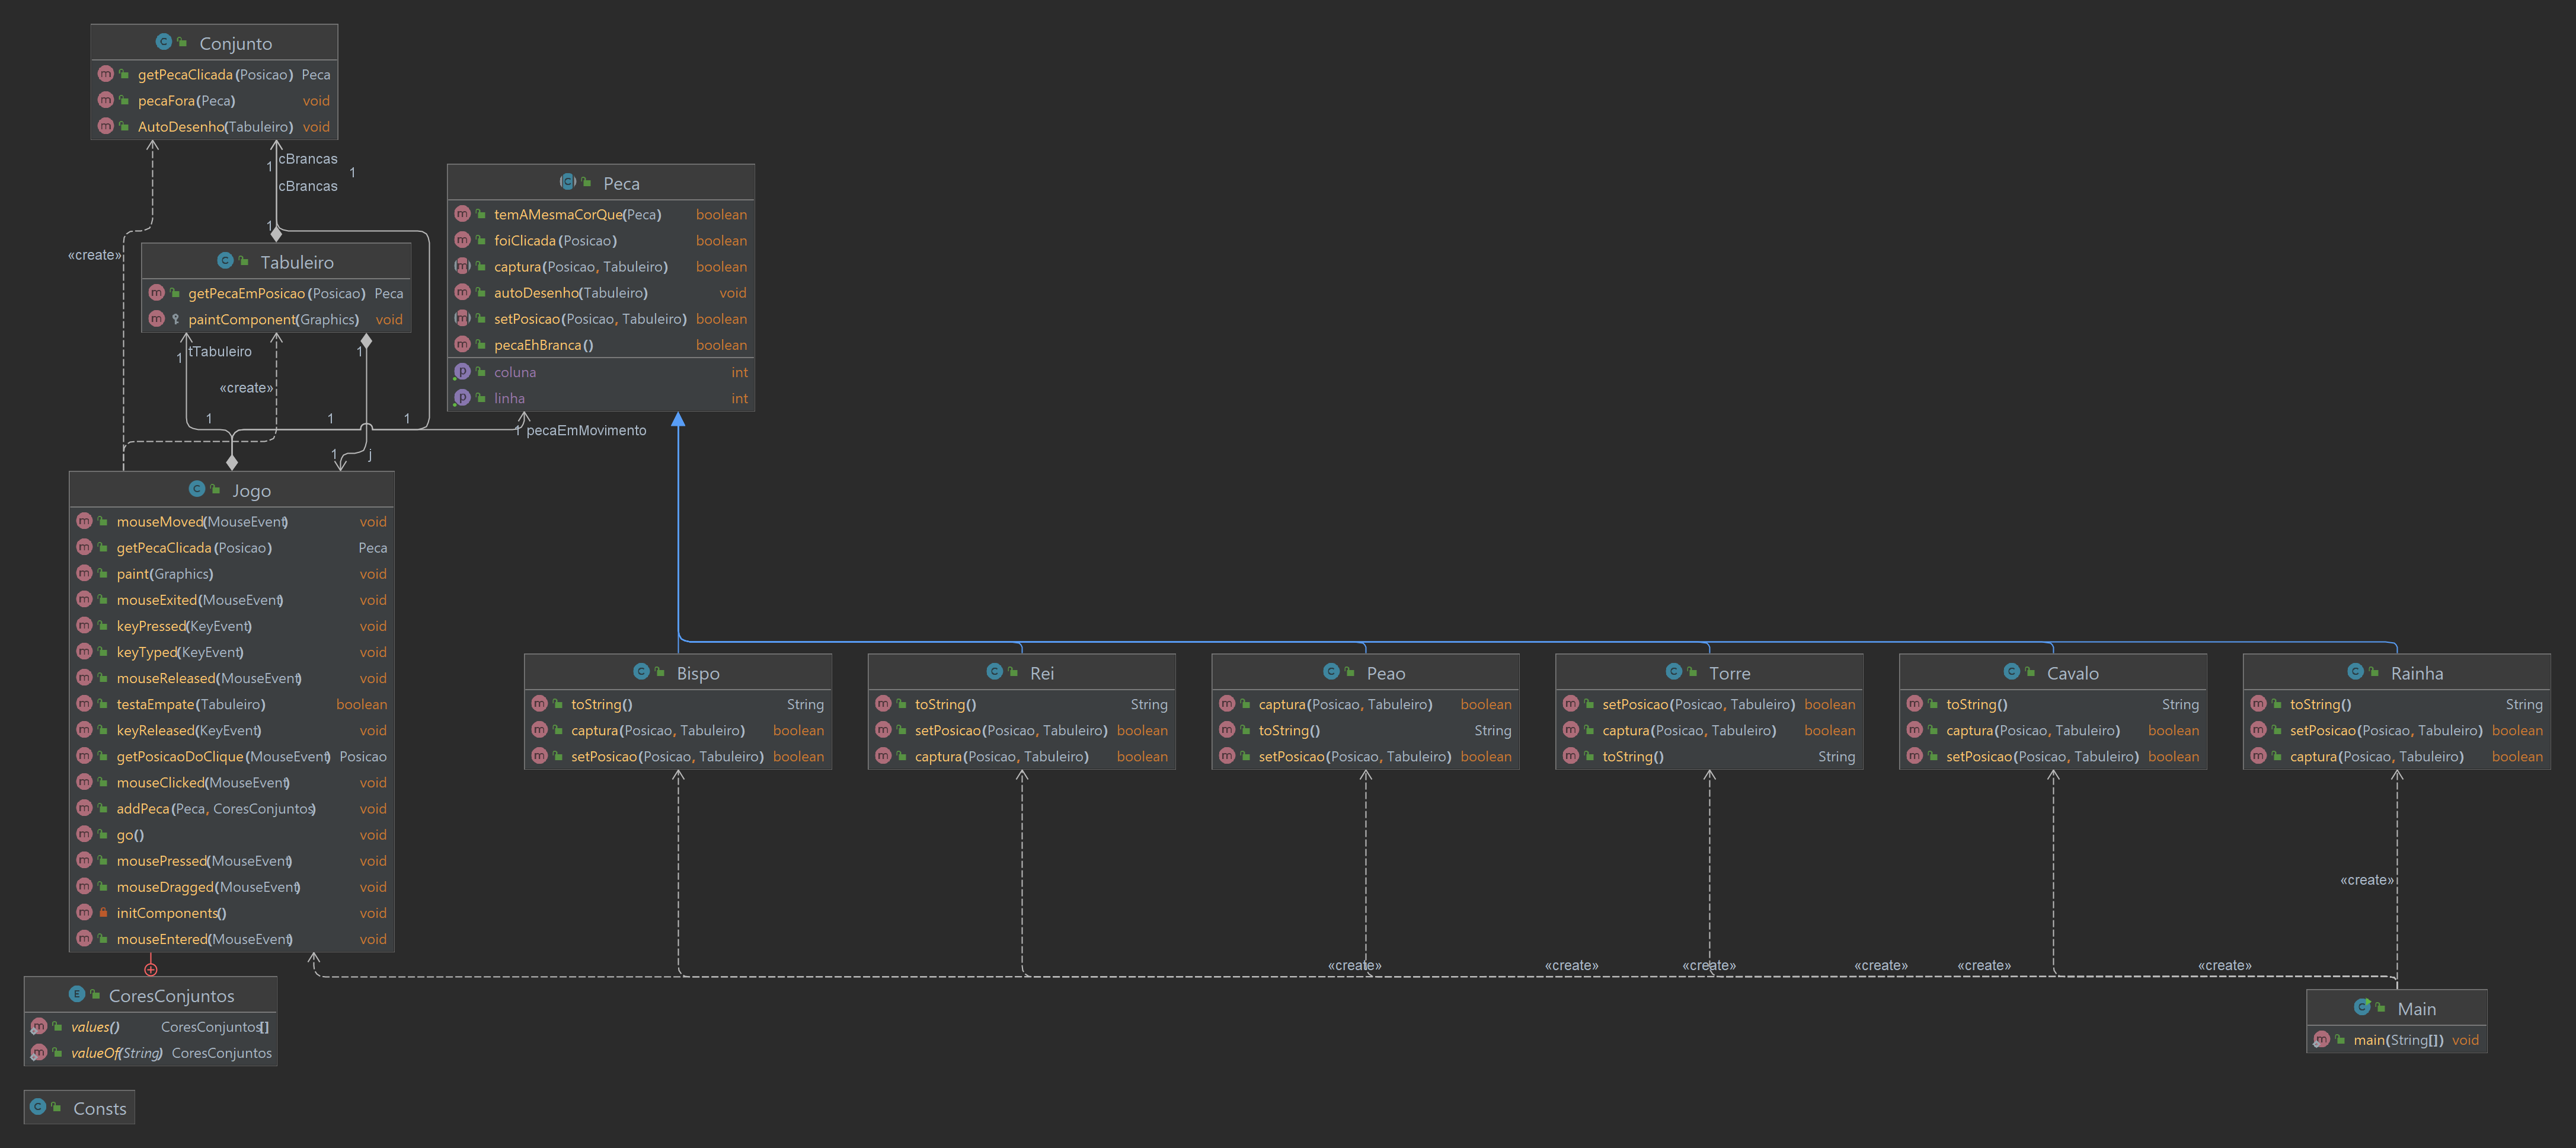 Conjunto
getPecaClicada(Posicao) Peca
pecaFora(Peca) void
AutoDesenho(Tabuleiro) void
cBrancas
1
1
cBrancas
1
«create»
Tabuleiro
getPecaEmPosicao(Posicao) Peca
paintComponent(Graphics) void
1
tTabuleiro
1
«create»
1
1
1
1 pecaEmMovimento
1
j
Peca
temAMesmaCorQue(Peca) boolean
foiClicada(Posicao) boolean
captura(Posicao, Tabuleiro) boolean
autoDesenho(Tabuleiro) void
setPosicao(Posicao, Tabuleiro) boolean
pecaEhBranca() boolean
coluna int
linha int
Jogo
mouseMoved(MouseEvent) void
getPecaClicada(Posicao) Peca
paint(Graphics) void
mouseExited(MouseEvent) void
keyPressed(KeyEvent) void
keyTyped(KeyEvent) void
mouseReleased(MouseEvent) void
testaEmpate(Tabuleiro) boolean
keyReleased(KeyEvent) void
getPosicaoDoClique(MouseEvent) Posicao
mouseClicked(MouseEvent) void
addPeca(Peca, CoresConjuntos) void
go() void
mousePressed(MouseEvent) void
mouseDragged(MouseEvent) void
initComponents() void
mouseEntered(MouseEvent) void
Bispo
toString() String
captura(Posicao, Tabuleiro) boolean
setPosicao(Posicao, Tabuleiro) boolean
Rei
toString() String
setPosicao(Posicao, Tabuleiro) boolean
captura(Posicao, Tabuleiro) boolean
Peao
captura(Posicao, Tabuleiro) boolean
toString() String
setPosicao(Posicao, Tabuleiro) boolean
Torre
setPosicao(Posicao, Tabuleiro) boolean
captura(Posicao, Tabuleiro) boolean
toString() String
Cavalo
toString() String
captura(Posicao, Tabuleiro) boolean
setPosicao(Posicao, Tabuleiro) boolean
Rainha
toString() String
setPosicao(Posicao, Tabuleiro) boolean
captura(Posicao, Tabuleiro) boolean
«create»
«create»
«create»
«create»
«create»
«create»
«create»
CoresConjuntos
values() CoresConjuntos[]
valueOf(String) CoresConjuntos
Main
main(String[]) void
Consts